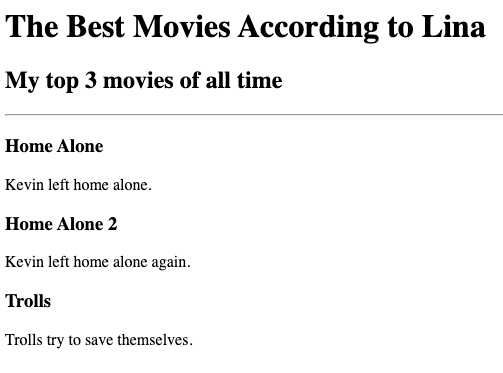 The Best Movies According to Lina
My top 3 movies of all time
Home Alone
Kevin left home alone.
Home Alone 2
Kevin left home alone again.
Trolls
Trolls try to save themselves.